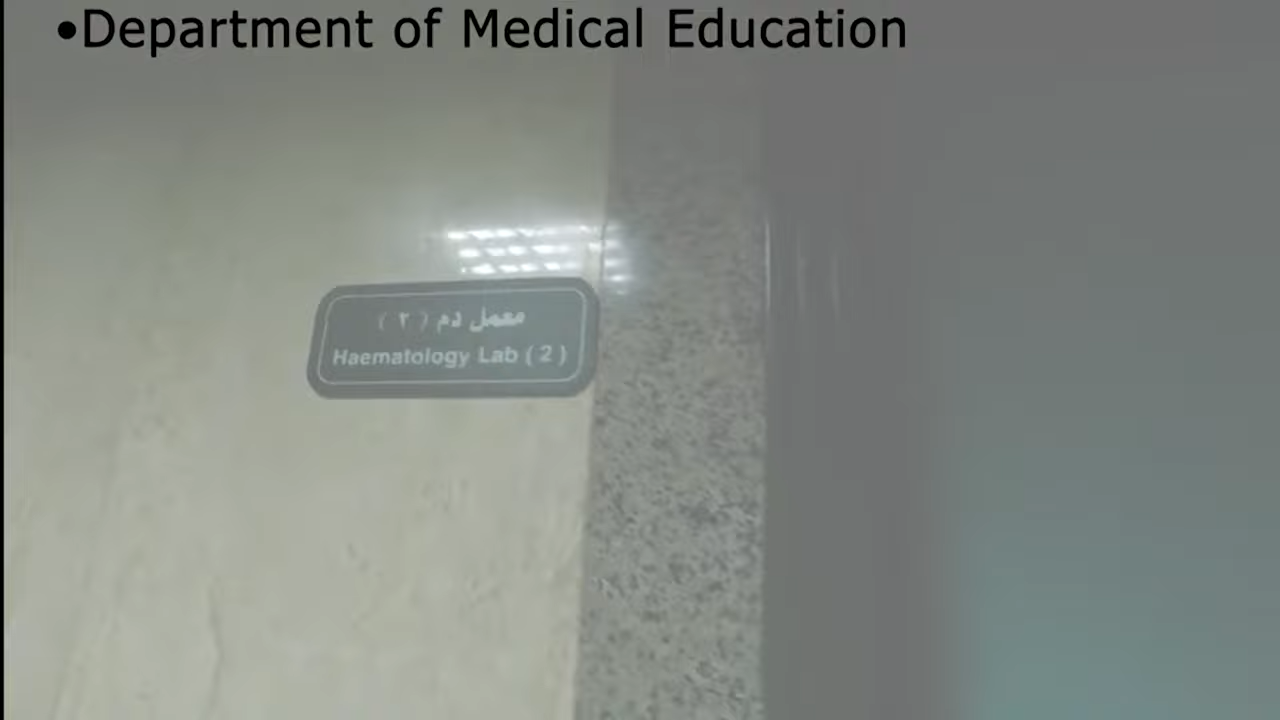 •Department of Medical Education
معمل دم ( ٢ )
Haematology Lab ( 2 )